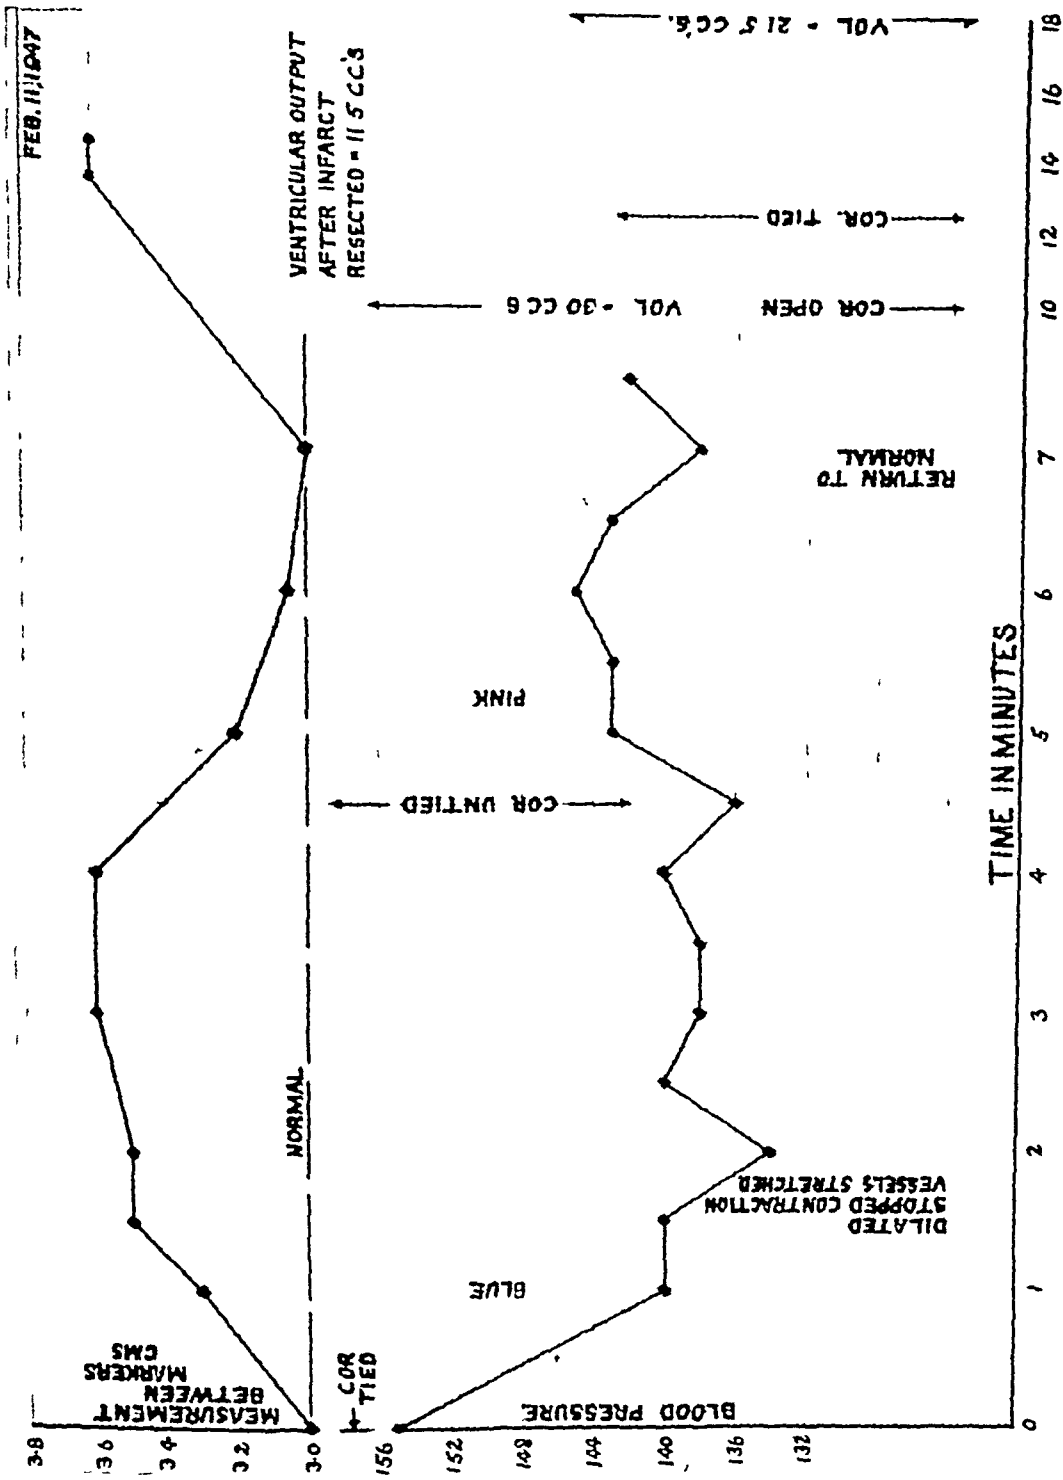 FEB. 11, 1947
3·8
3·6
3·4
3·2
3·0
MEASUREMENT
BETWEEN
MARKERS
CMS
NORMAL
VENTRICULAR OUTPUT
AFTER INFARCT
RESECTED = 11 5 CC'S
COR
TIED
156
152
148
144
140
136
132
BLOOD PRESSURE
BLUE
DILATED
STOPPED CONTRACTION
VESSELS STRETCHED
COR UNTIED
PINK
RETURN TO
NORMAL
COR OPEN
VOL = 30 CC S
COR. TIED
VOL = 21 5 CC'S.
0
1
2
3
4
5
6
7
10
12
14
16
18
TIME IN MINUTES